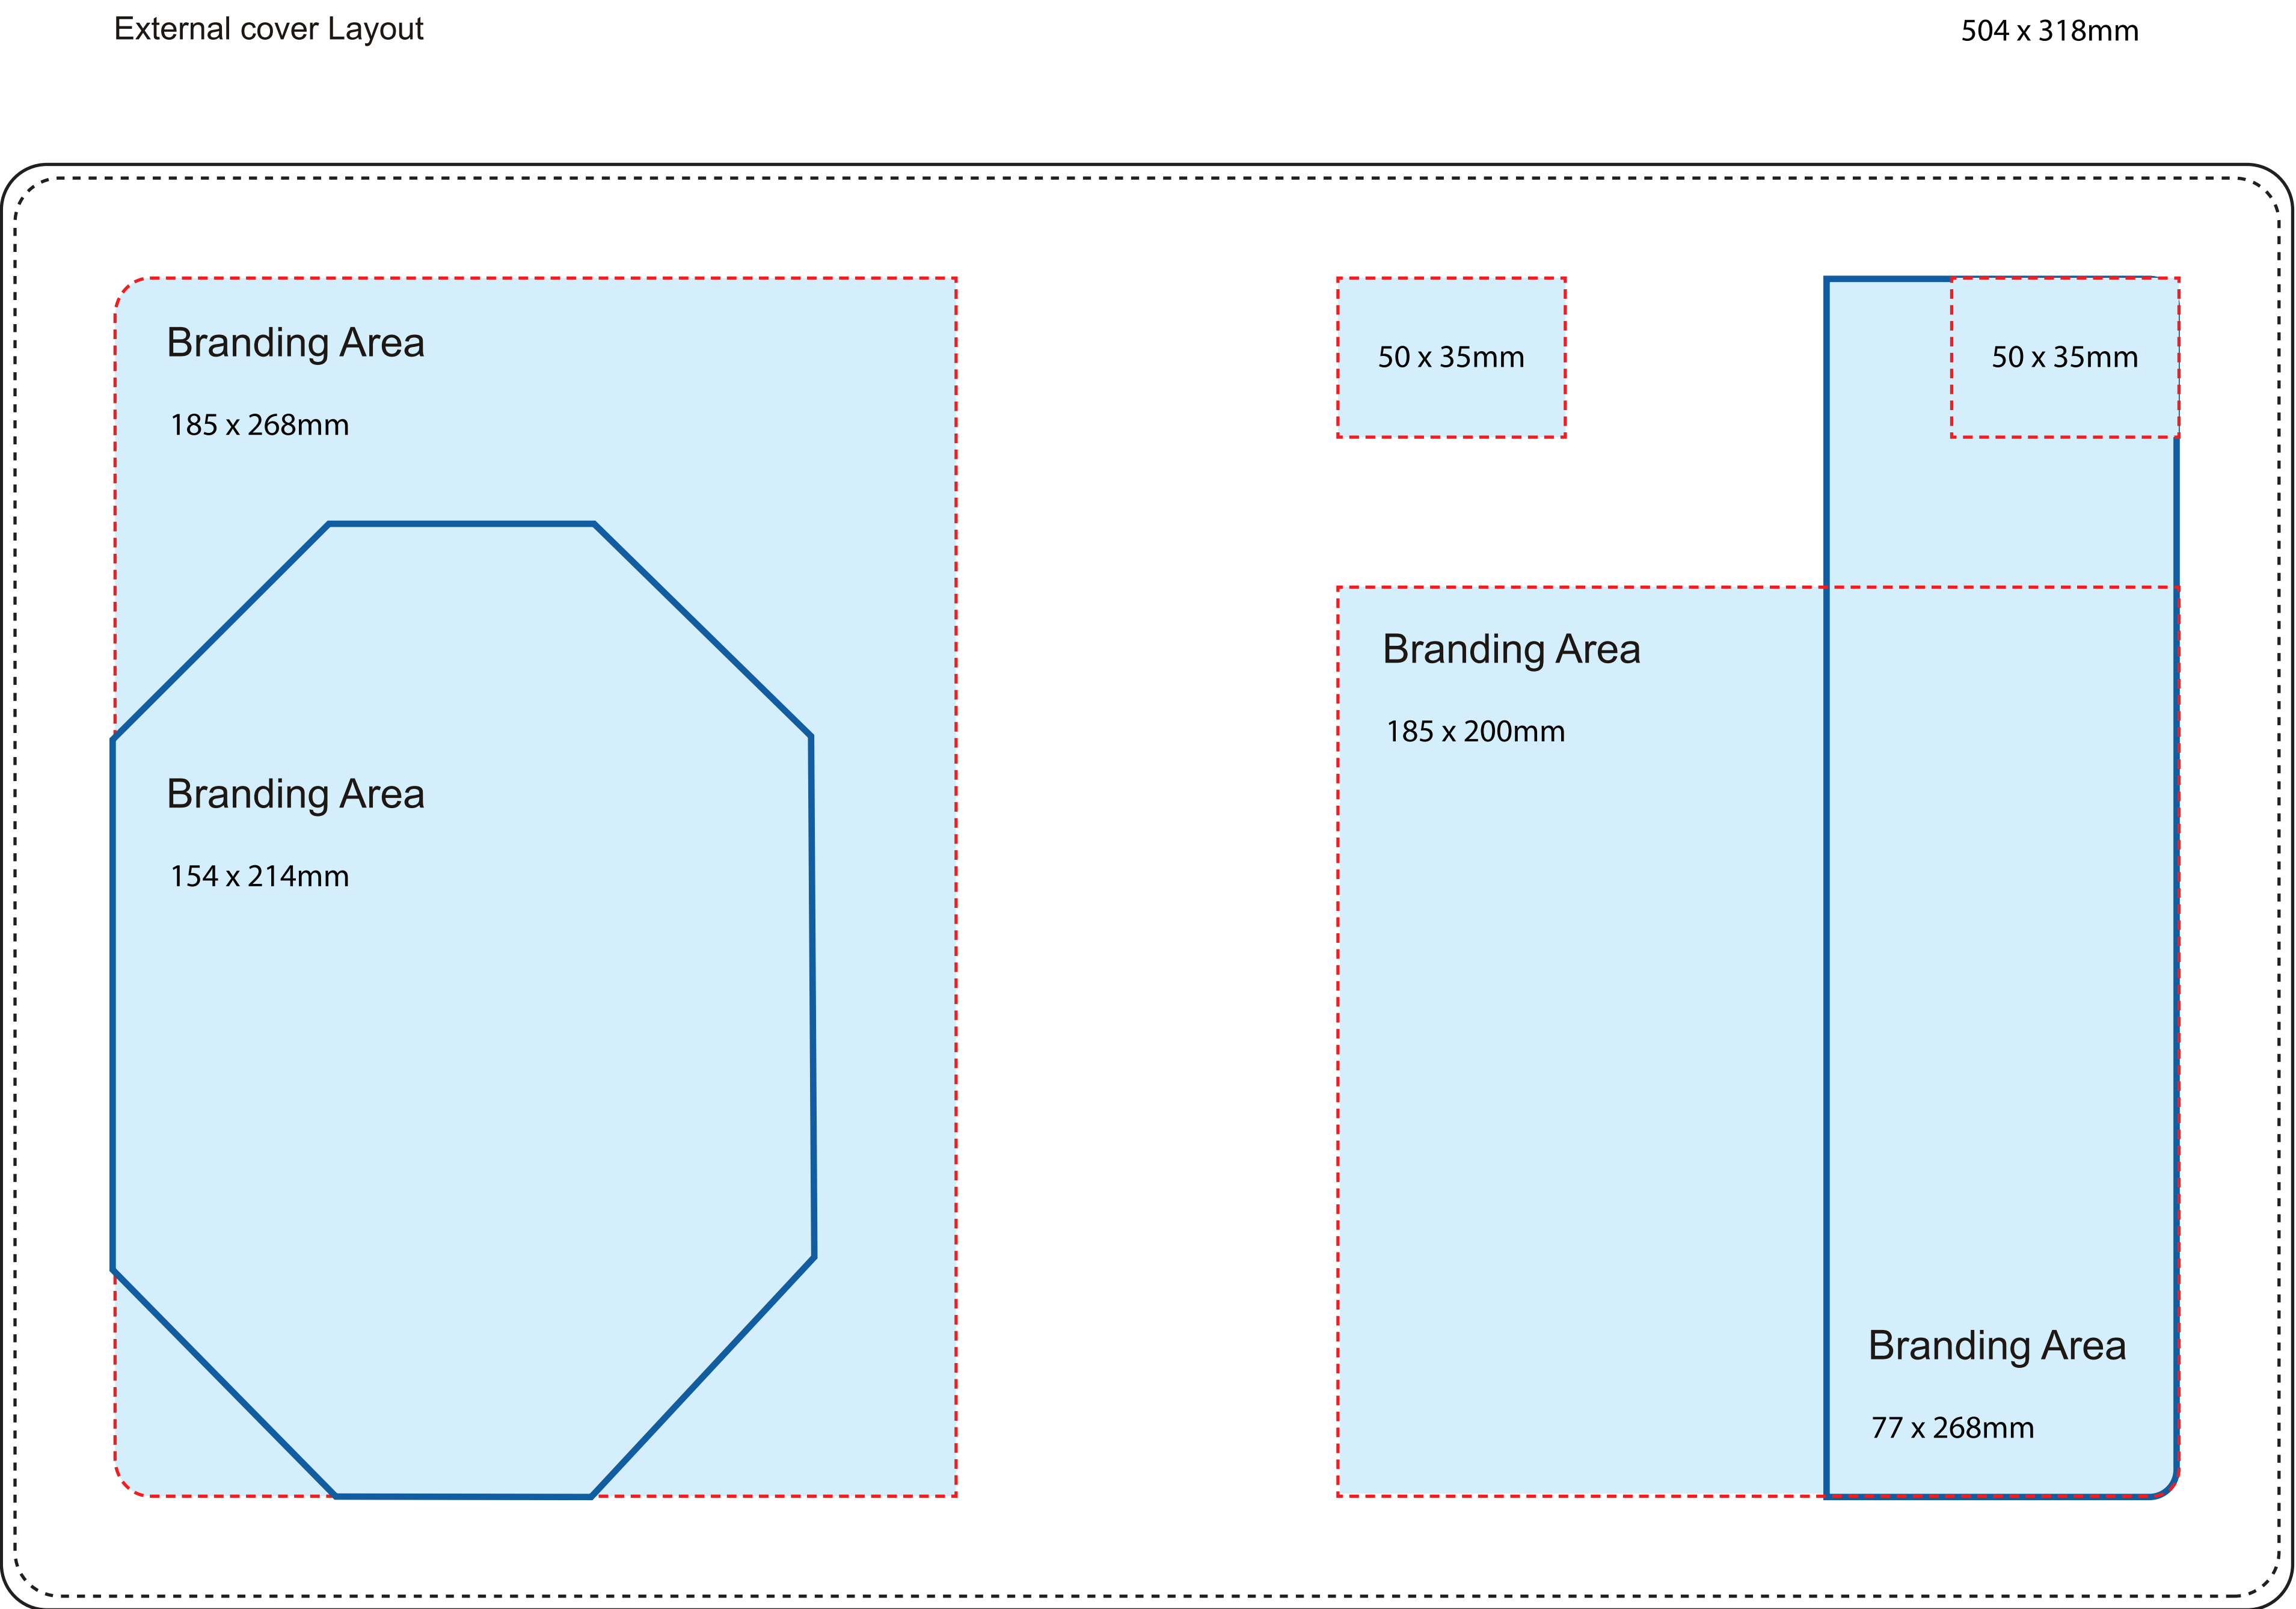 External cover Layout
504 x 318mm
Branding Area
185 x 268mm
50 x 35mm
50 x 35mm
Branding Area
185 x 200mm
Branding Area
154 x 214mm
Branding Area
77 x 268mm